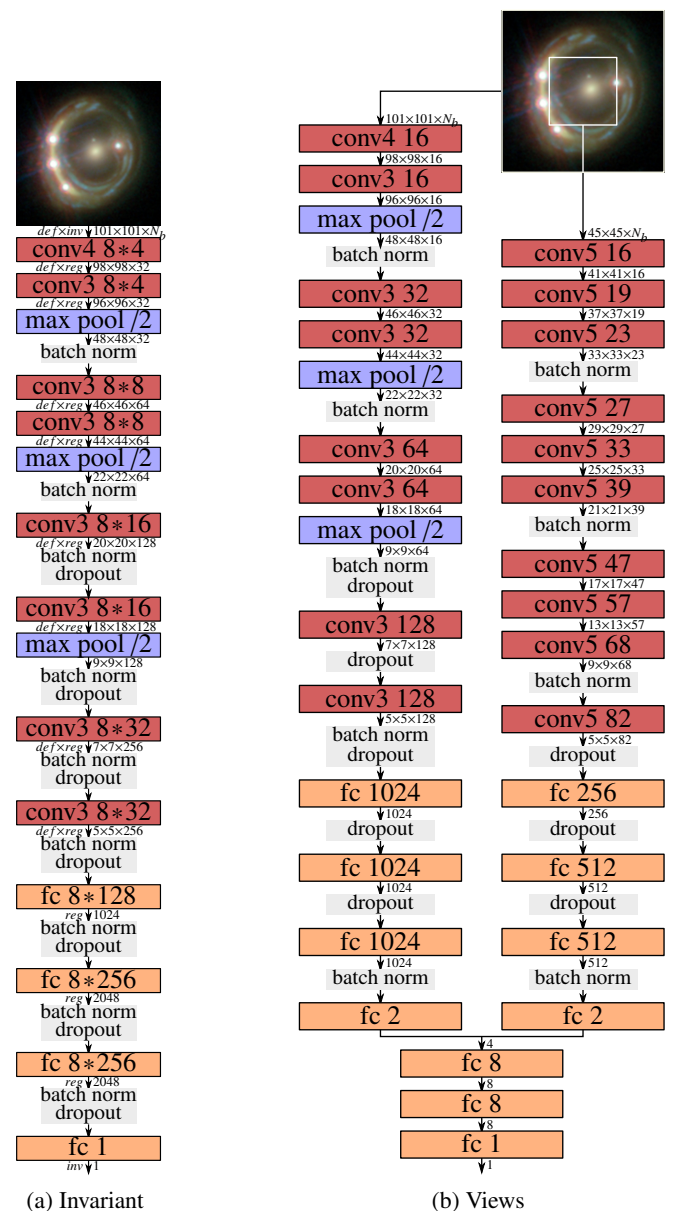 def×inv 101×101×N_b
conv4 8∗4
def×reg 98×98×32
conv3 8∗4
def×reg 96×96×32
max pool /2
48×48×32
batch norm
conv3 8∗8
def×reg 46×46×64
conv3 8∗8
def×reg 44×44×64
max pool /2
22×22×64
batch norm
conv3 8∗16
def×reg 20×20×128
batch norm
dropout
conv3 8∗16
def×reg 18×18×128
max pool /2
9×9×128
batch norm
dropout
conv3 8∗32
def×reg 7×7×256
batch norm
dropout
conv3 8∗32
def×reg 5×5×256
batch norm
dropout
fc 8∗128
reg 1024
batch norm
dropout
fc 8∗256
reg 2048
batch norm
dropout
fc 8∗256
reg 2048
batch norm
dropout
fc 1
inv 1
(a) Invariant
101×101×N_b
conv4 16
98×98×16
conv3 16
96×96×16
max pool /2
48×48×16
batch norm
conv3 32
46×46×32
conv3 32
44×44×32
max pool /2
22×22×32
batch norm
conv3 64
20×20×64
conv3 64
18×18×64
max pool /2
9×9×64
batch norm
dropout
conv3 128
7×7×128
dropout
conv3 128
5×5×128
batch norm
dropout
fc 1024
1024
dropout
fc 1024
1024
dropout
fc 1024
1024
batch norm
fc 2
45×45×N_b
conv5 16
41×41×16
conv5 19
37×37×19
conv5 23
33×33×23
batch norm
conv5 27
29×29×27
conv5 33
25×25×33
conv5 39
21×21×39
batch norm
conv5 47
17×17×47
conv5 57
13×13×57
conv5 68
9×9×68
batch norm
conv5 82
5×5×82
dropout
fc 256
256
dropout
fc 512
512
dropout
fc 512
512
batch norm
fc 2
4
fc 8
8
fc 8
8
fc 1
1
(b) Views